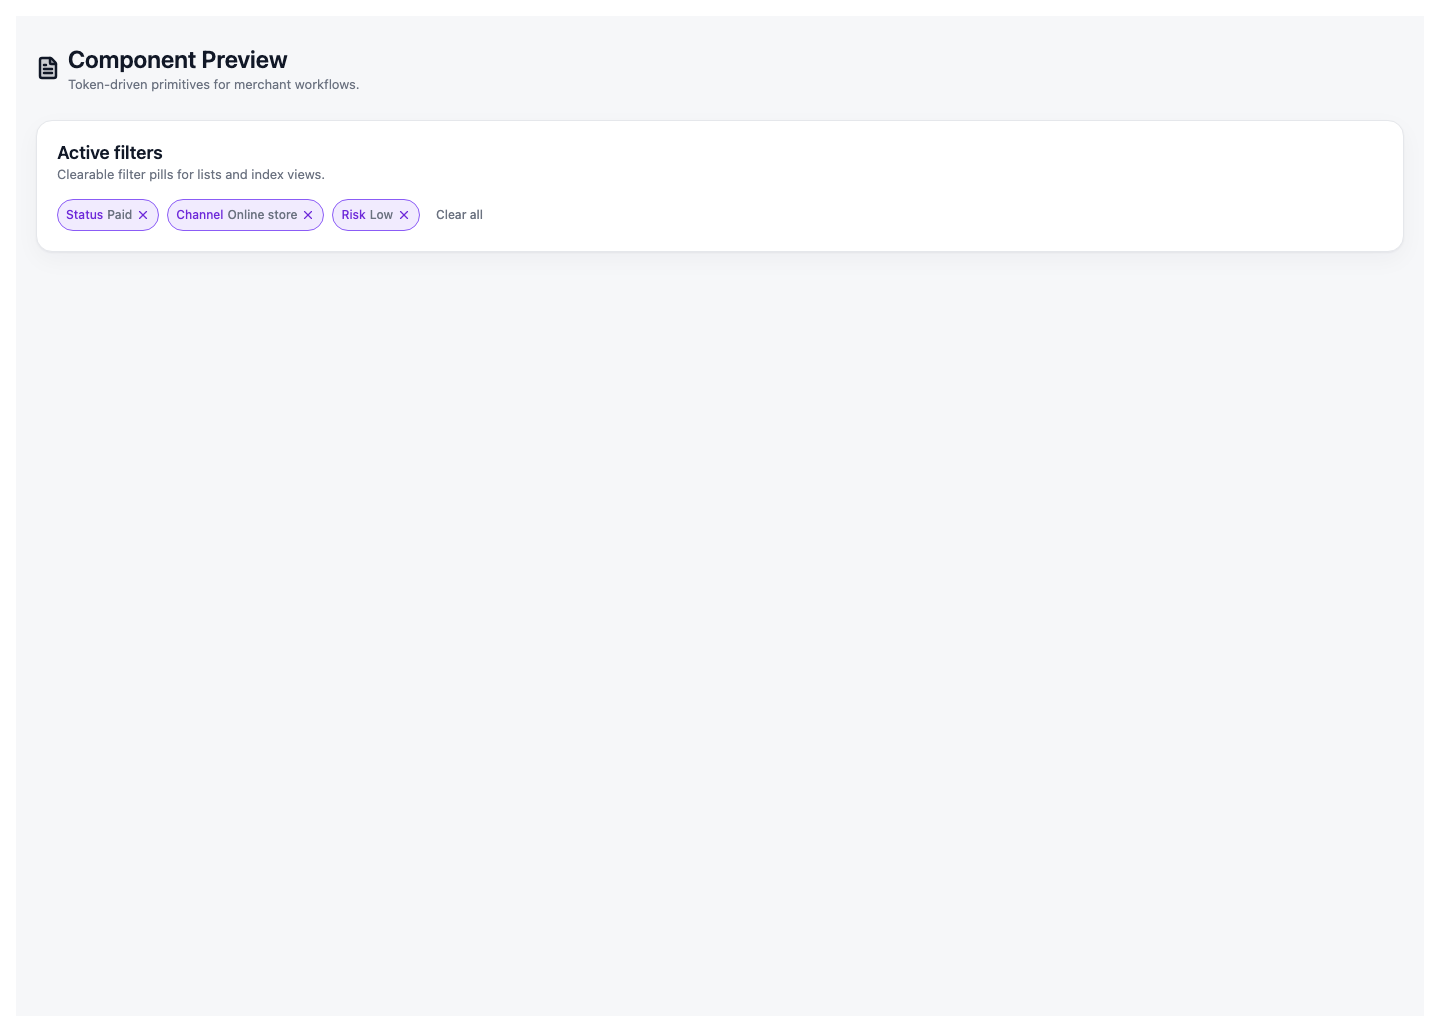 Component Preview
Token-driven primitives for merchant workflows.
Active filters
Clearable filter pills for lists and index views.
Status Paid Channel Online store Risk Low Clear all